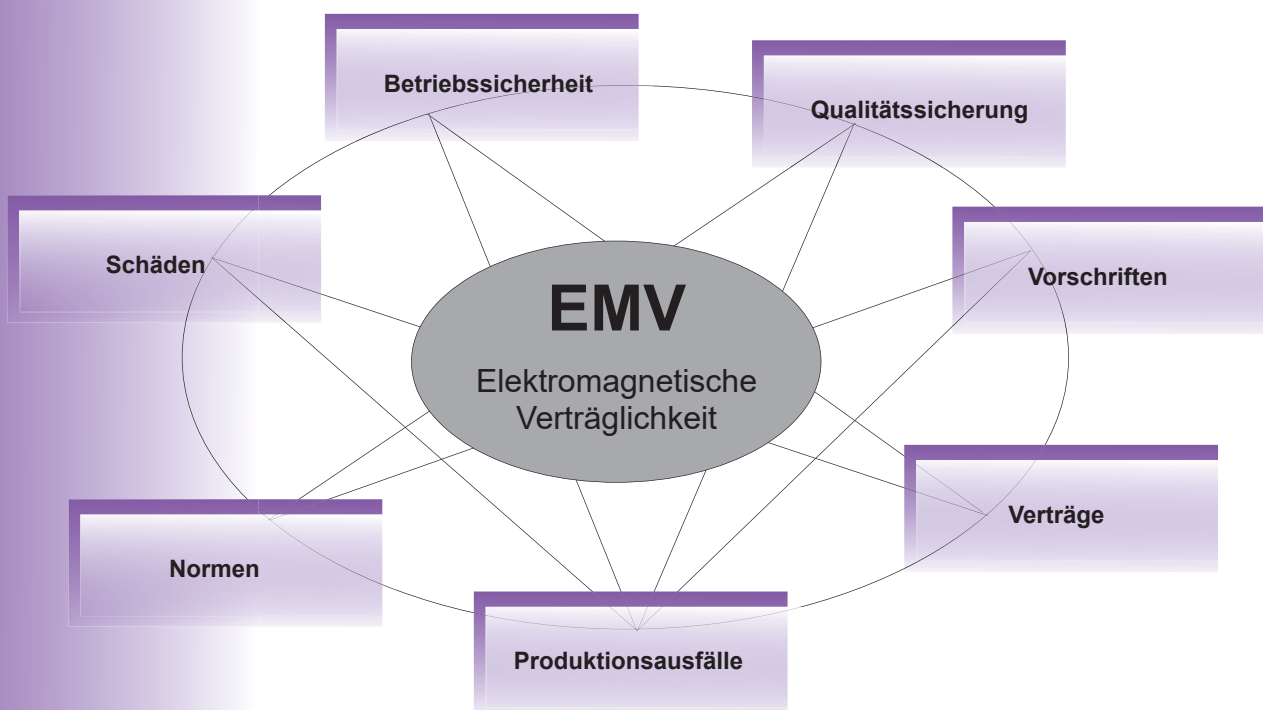 Betriebssicherheit
Qualitätssicherung
Schäden
Vorschriften
EMV
Elektromagnetische
Verträglichkeit
Verträge
Normen
Produktionsausfälle